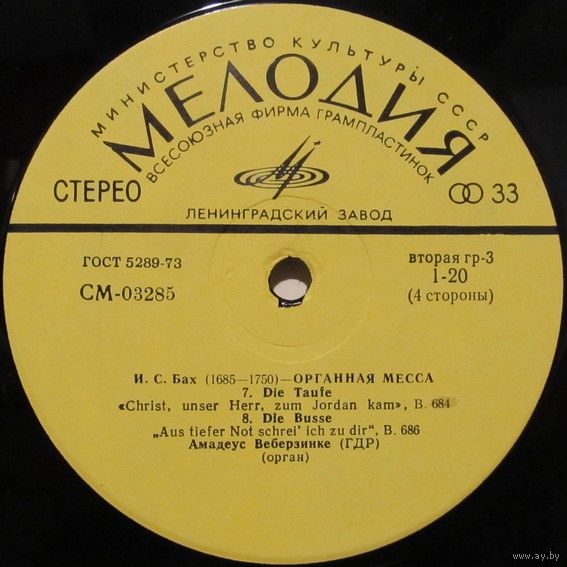 МИНИСТЕРСТВО КУЛЬТУРЫ СССР
МЕЛОДИЯ
ВСЕСОЮЗНАЯ ФИРМА ГРАМПЛАСТИНОК
СТЕРЕО
33
ЛЕНИНГРАДСКИЙ ЗАВОД
ГОСТ 5289-73
СМ-03285
вторая гр-3
1-20
(4 стороны)
И. С. Бах (1685—1750)—ОРГАННАЯ МЕССА
7. Die Taufe
«Christ, unser Herr, zum Jordan kam», B. 684
8. Die Busse
„Aus tiefer Not schrei' ich zu dir“, B. 686
Амадеус Веберзинке (ГДР)
(орган)
www.ay.by